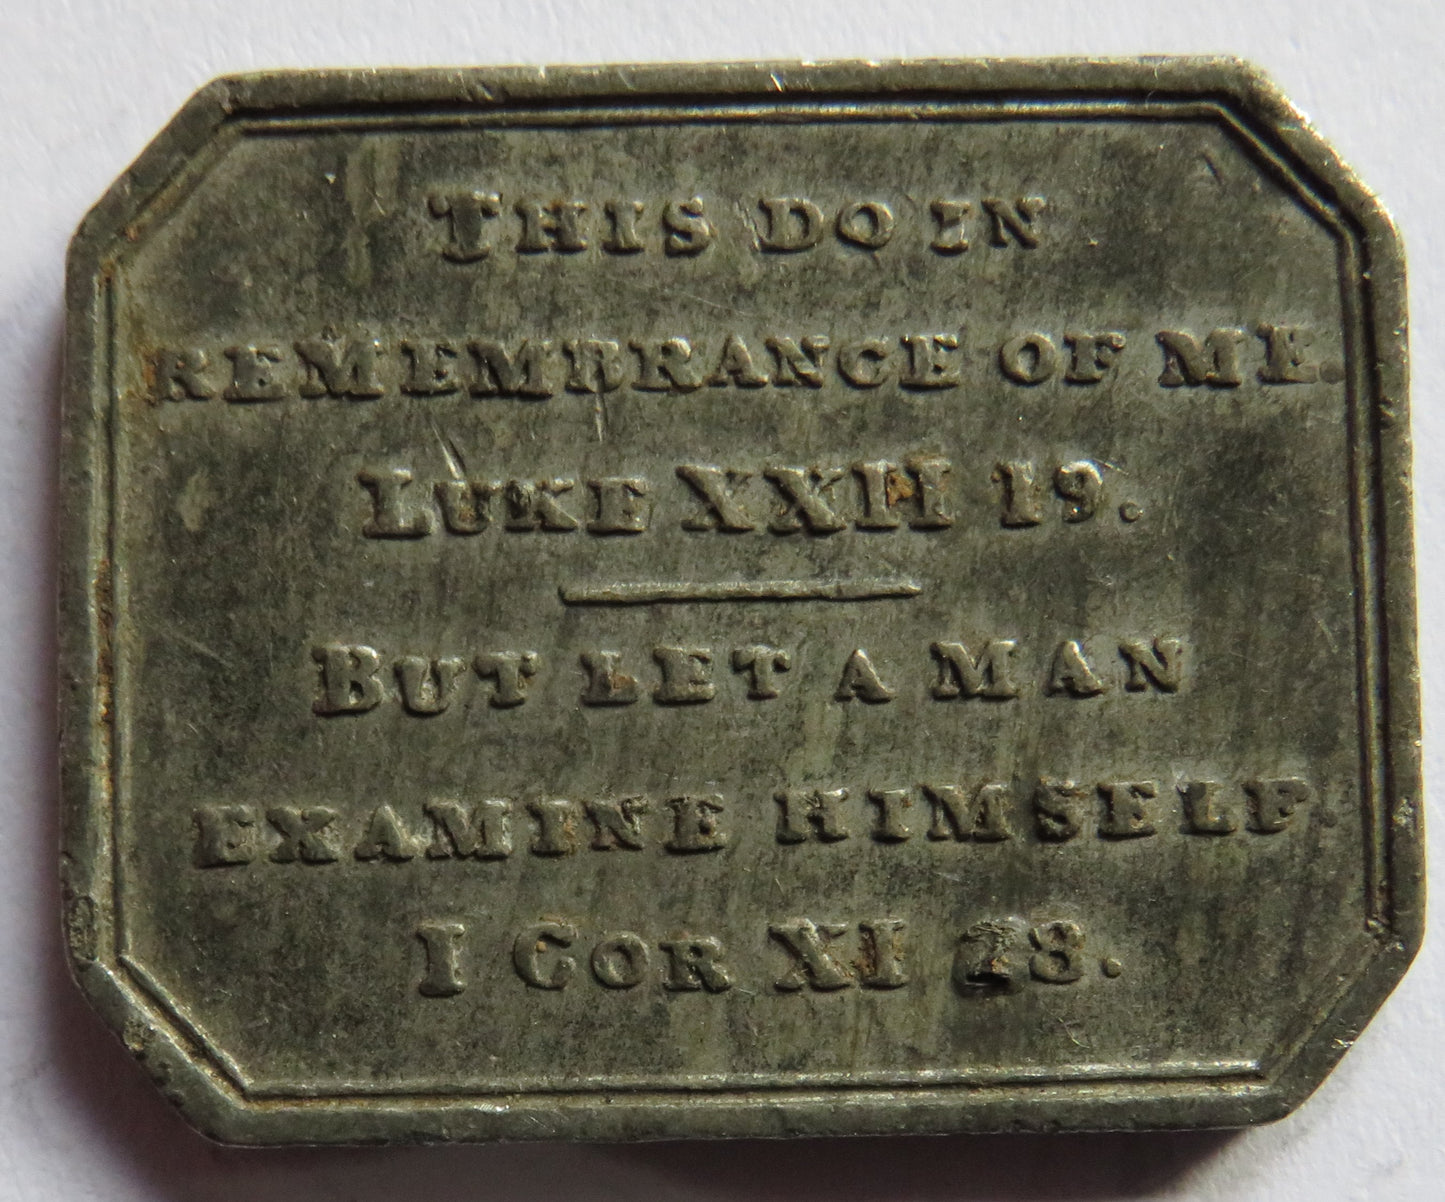 THIS DO IN
REMEMBRANCE OF ME.
LUKE XXII 19.
BUT LET A MAN
EXAMINE HIMSELF
I COR XI 28.